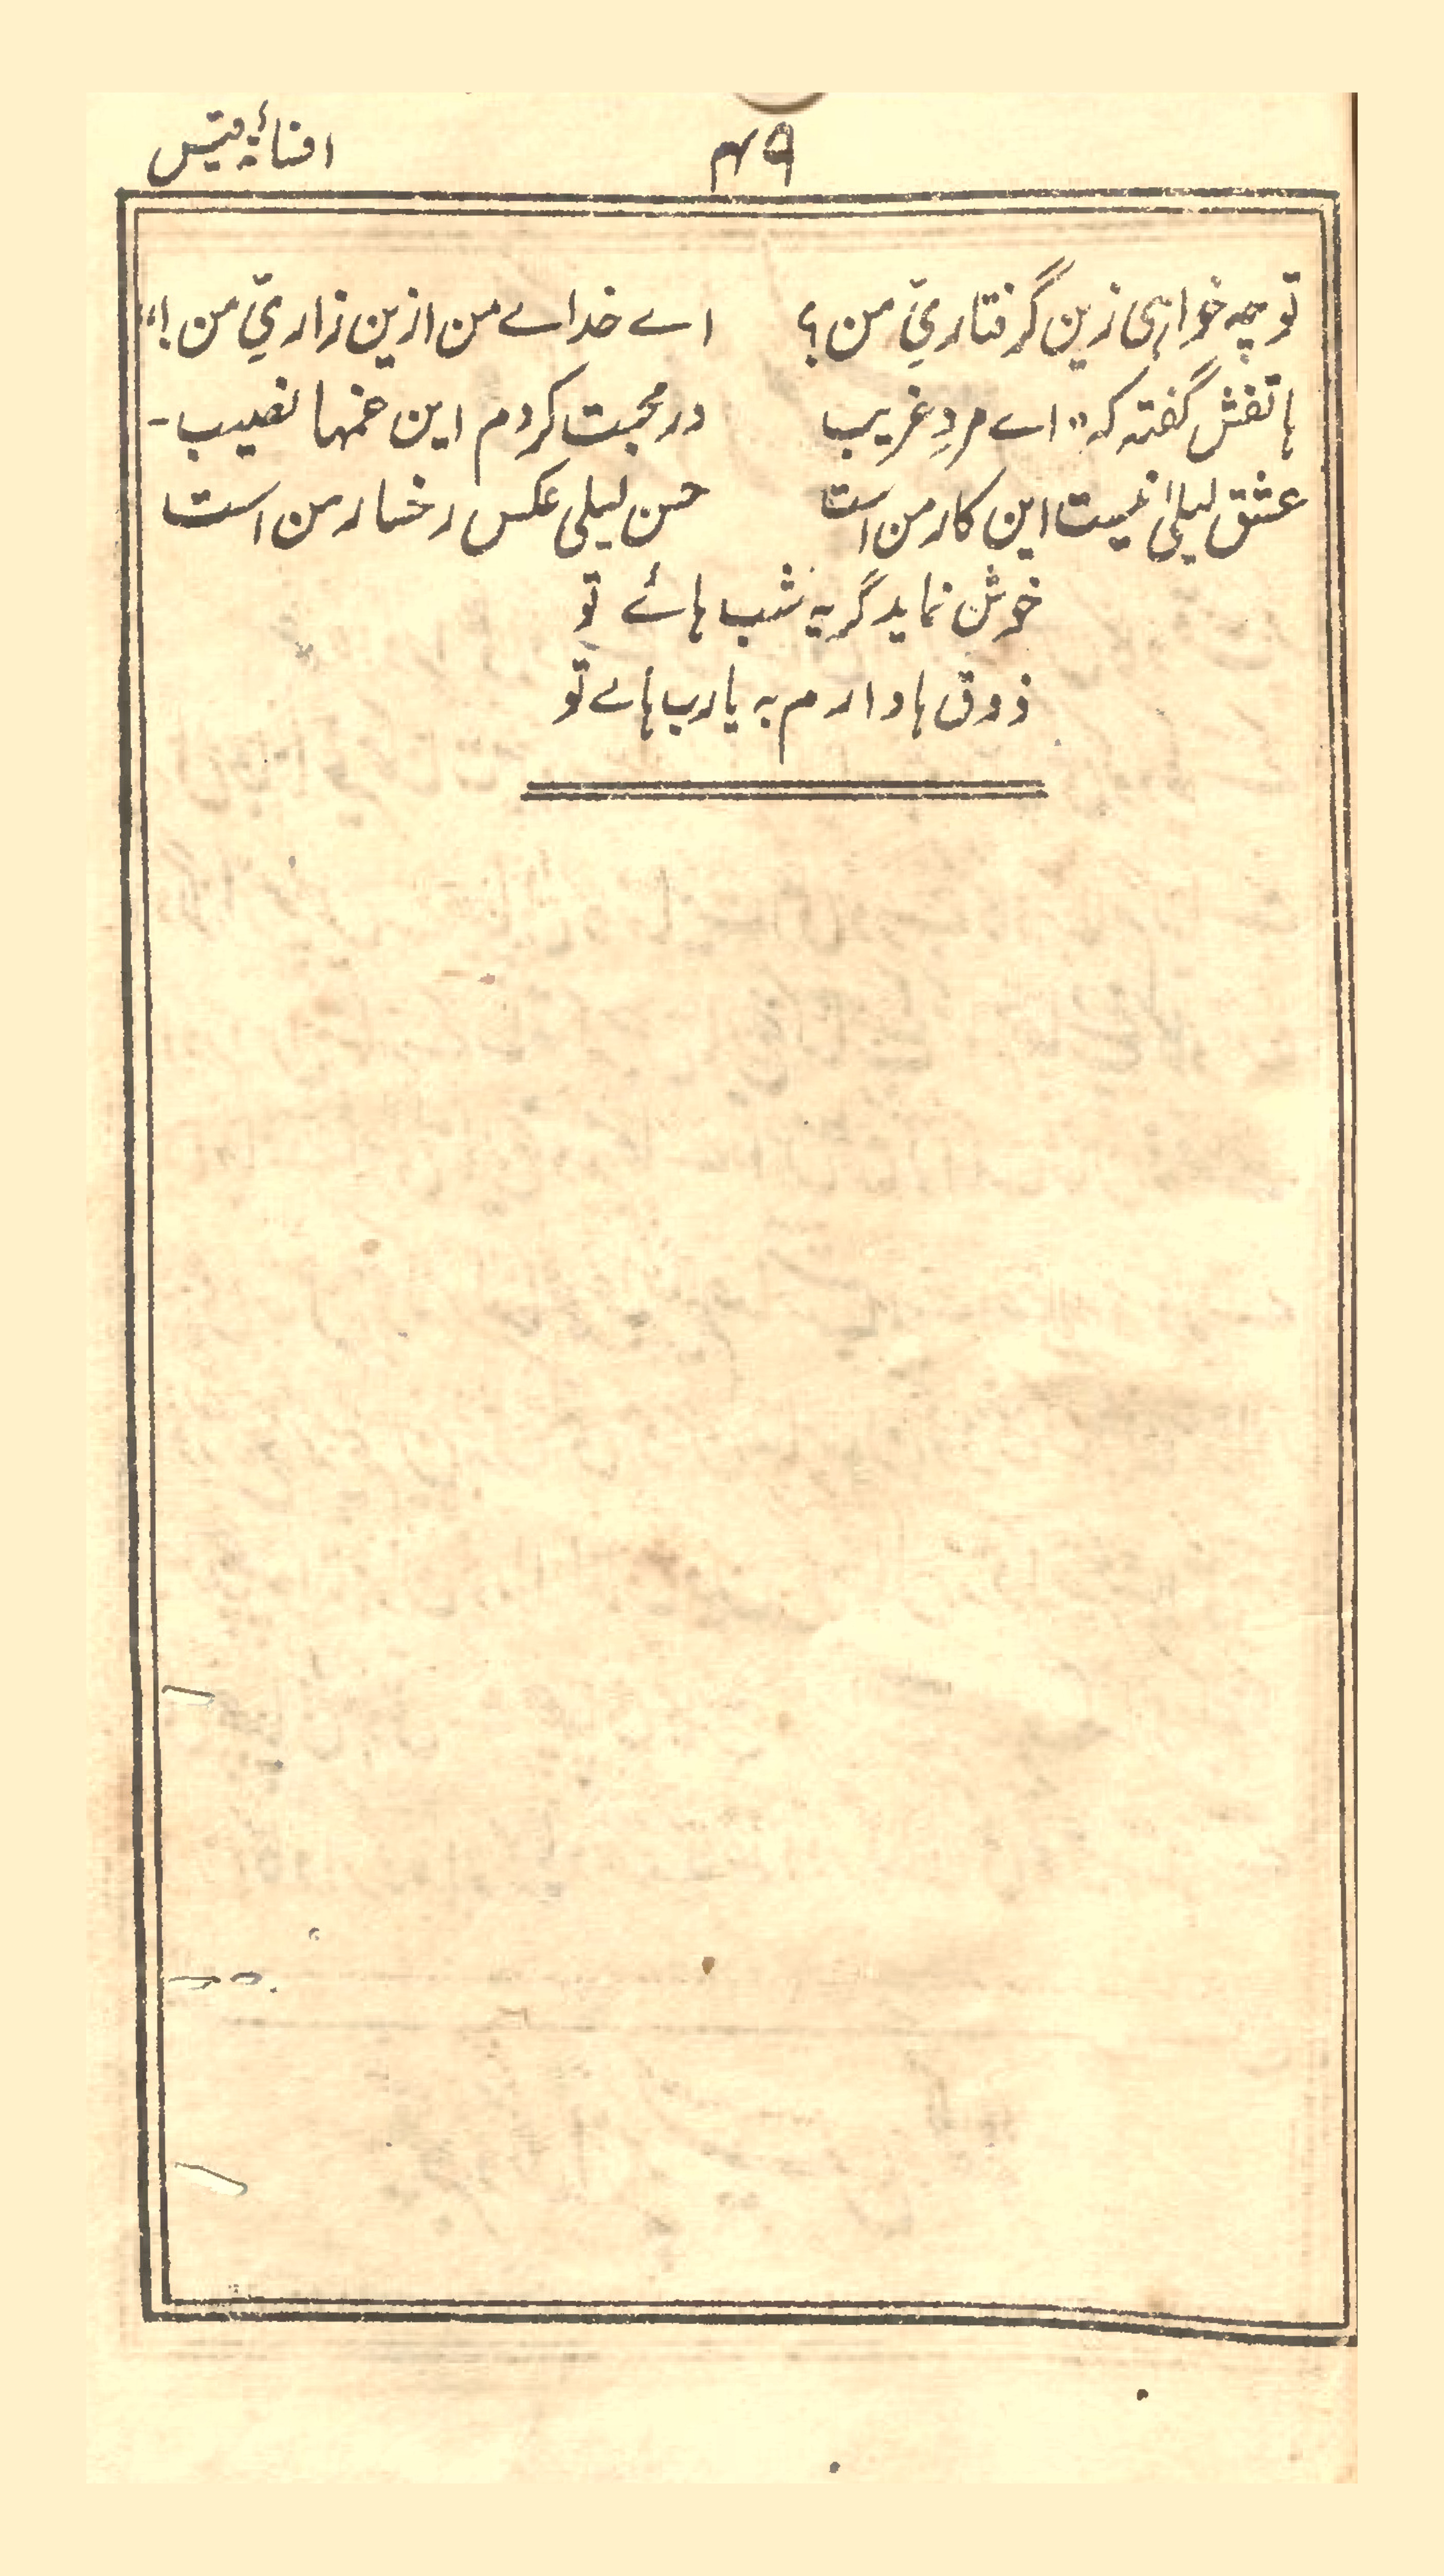 ۴۹ افسانۂ قیس
تو چہ خواہی زین گرفتاریِّ من ؟ اے خداے من ازین زاریِّ من !"
ہاتفش گفتہ کہ "اے مردِ غریب در محبت کردم این غمہا نصیب -
عشق لیلیٰ نیست این کار من است حسن لیلی عکس رخسار من است
خوش نماید گریہ شب ہائے تو
ذوق ہا دارم بہ یارب ہاے تو